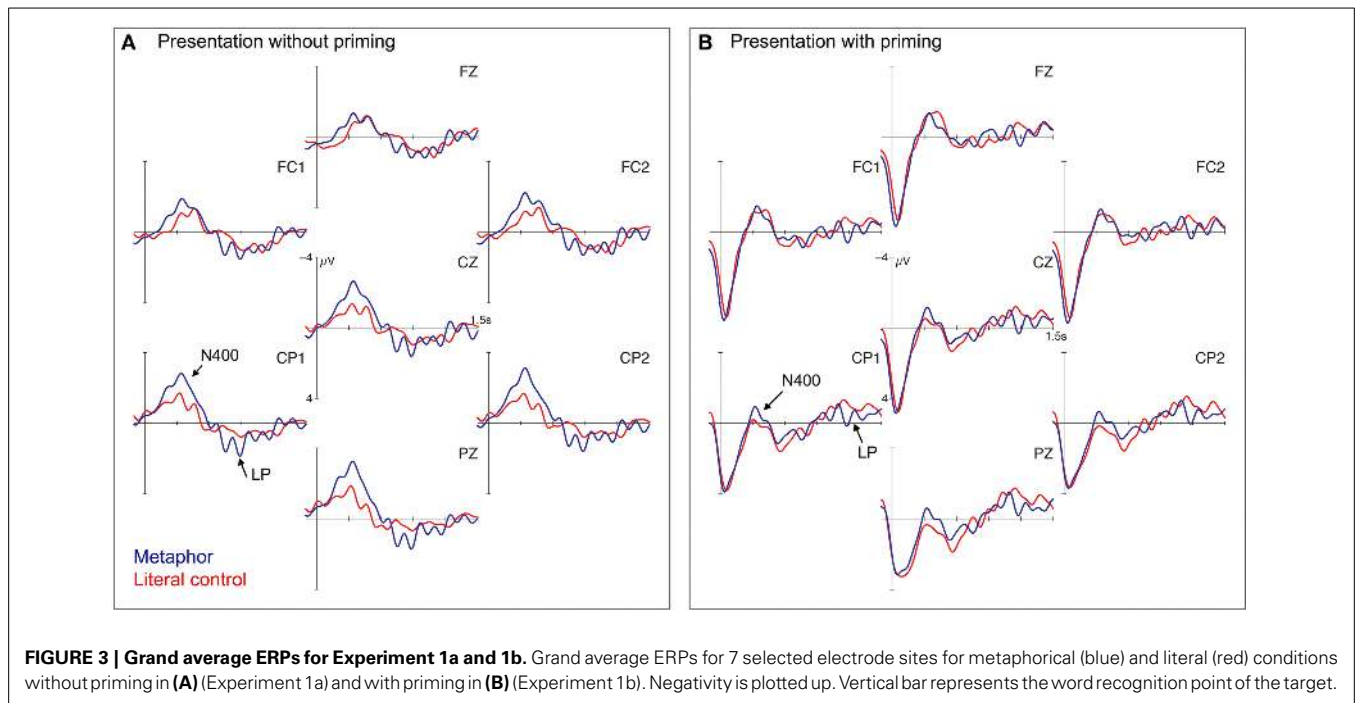 A Presentation without priming
FZ
FC1
FC2
-4 µV
CZ
1.5s
N400
CP1
CP2
4
LP
PZ
Metaphor
Literal control
B Presentation with priming
FZ
FC1
FC2
-4 µV
CZ
1.5s
CP1
N400
CP2
4
LP
PZ
FIGURE 3 | Grand average ERPs for Experiment 1a and 1b. Grand average ERPs for 7 selected electrode sites for metaphorical (blue) and literal (red) conditions
without priming in (A) (Experiment 1a) and with priming in (B) (Experiment 1b). Negativity is plotted up. Vertical bar represents the word recognition point of the target.